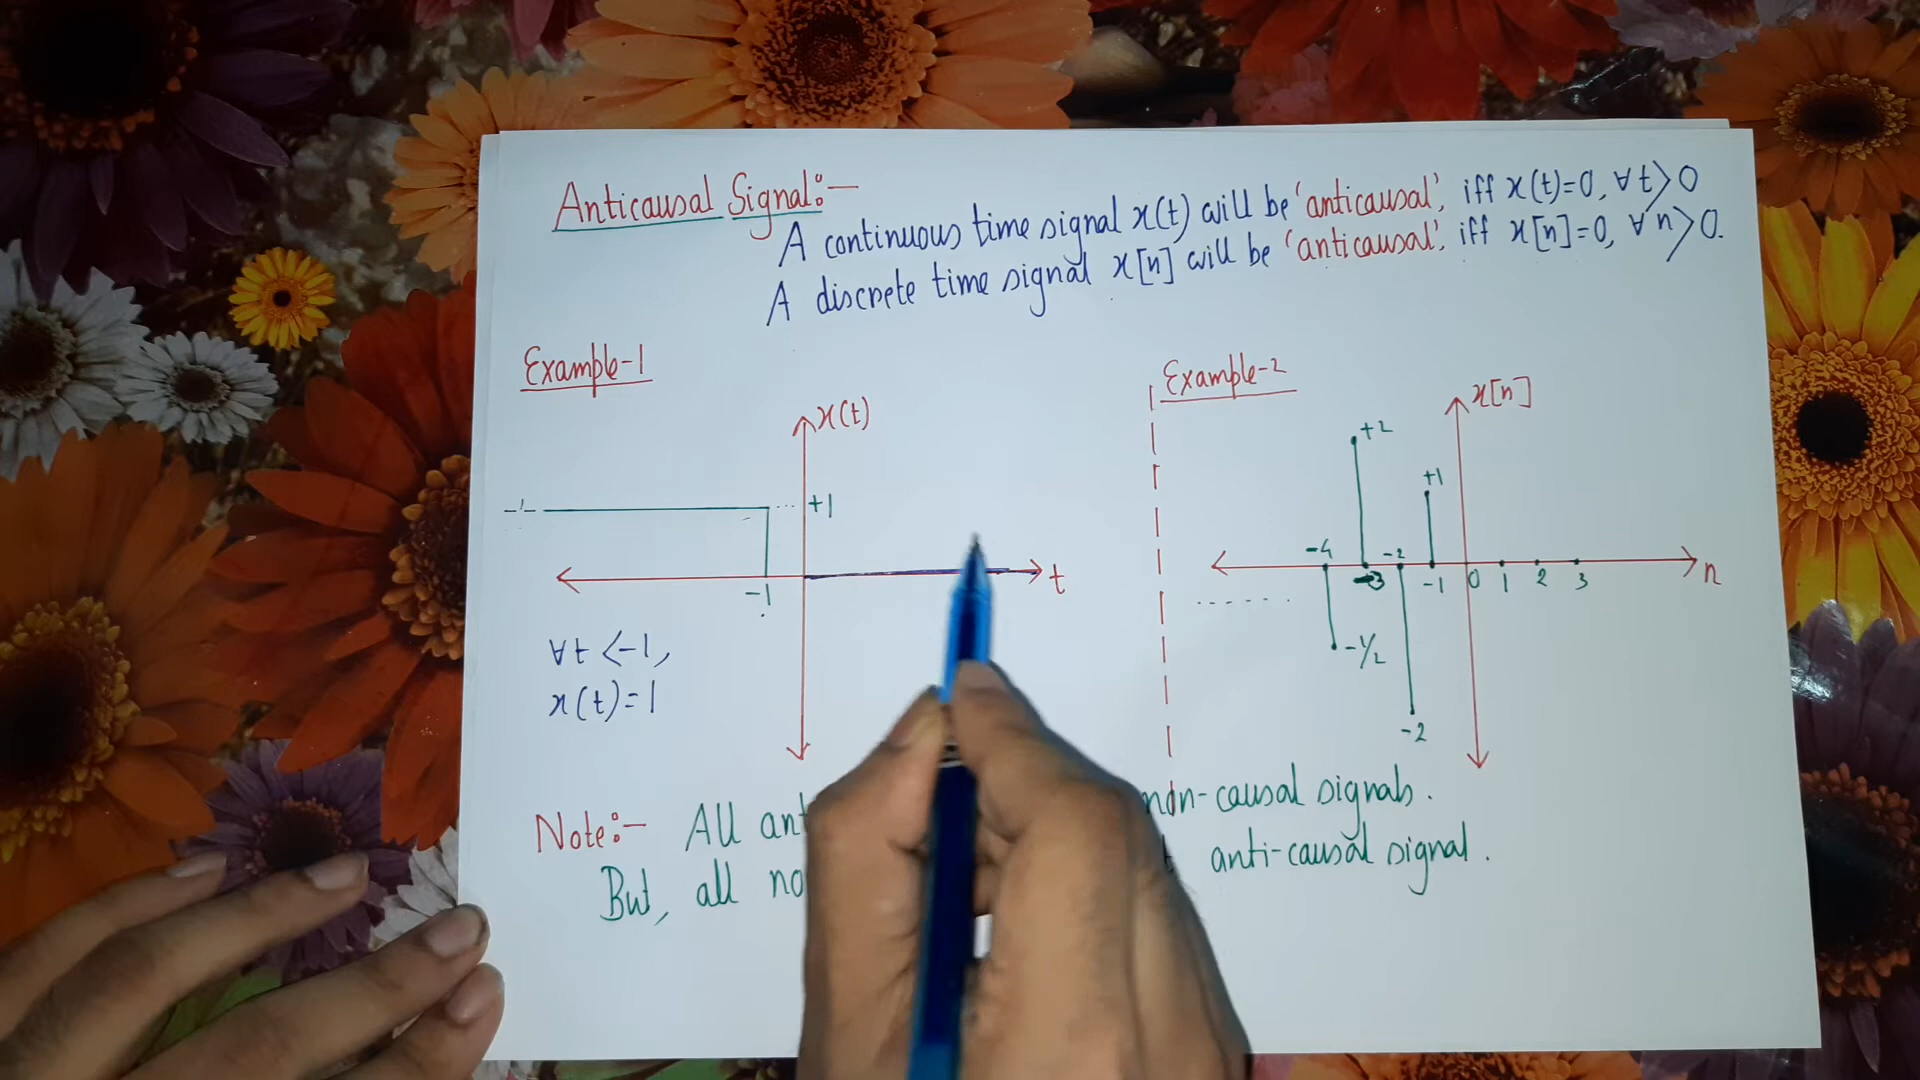 Anticausal Signal:-
A continuous time signal x(t) will be 'anticausal', iff x(t)=0, ∀ t>0
A discrete time signal x[n] will be 'anticausal', iff x[n]=0, ∀ n>0.
Example-1
x(t)
+1
-1
t
∀t <-1,
x(t)=1
Example-2
x[n]
+2
+1
-4 -2
-3 -1 0 1 2 3 n
-1/2
-2
Note:- All non-causal signals.
But, all anti-causal signal.